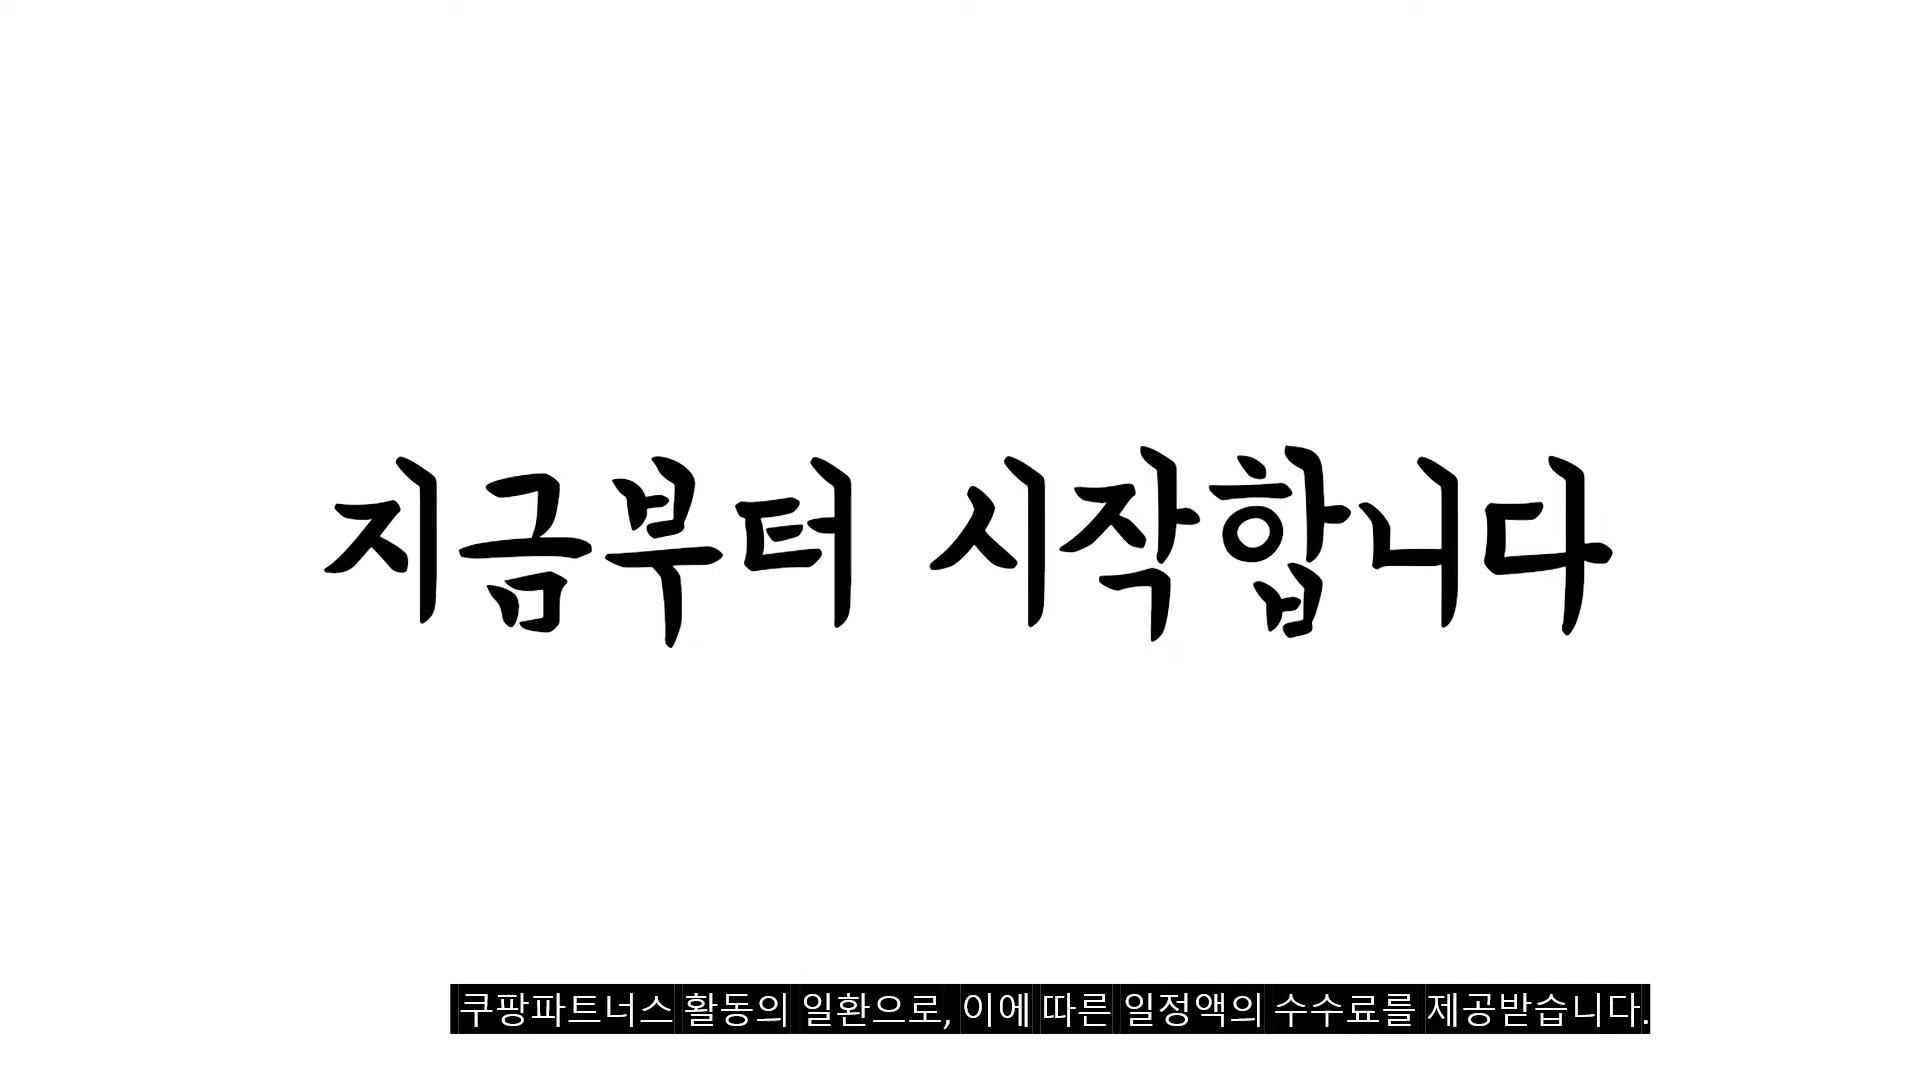 지금부터 시작합니다
쿠팡파트너스 활동의 일환으로, 이에 따른 일정액의 수수료를 제공받습니다.